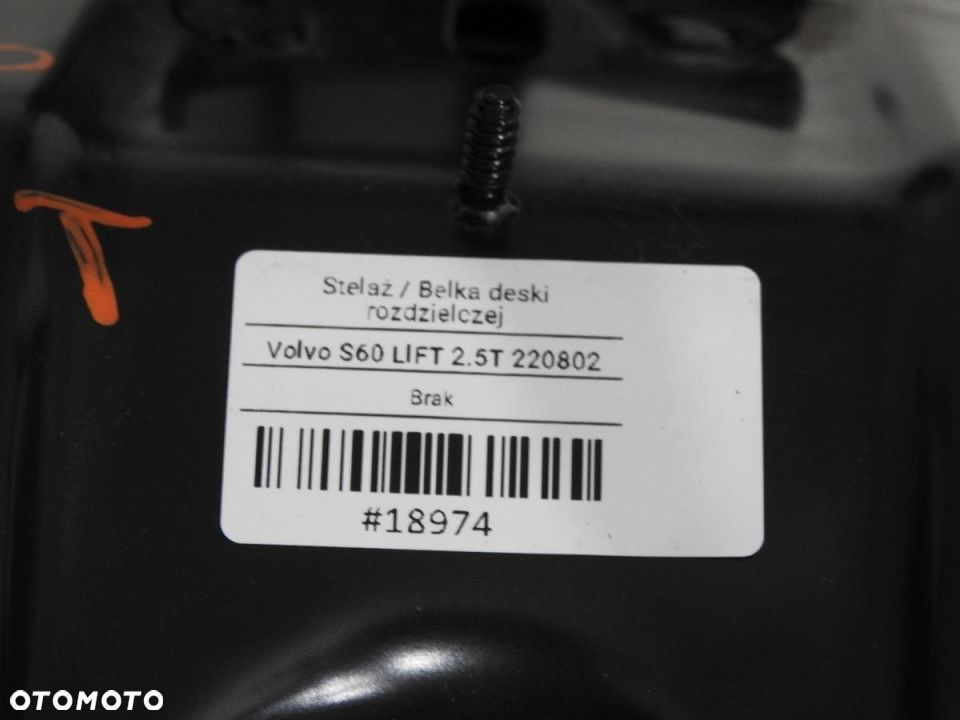 T
Stelaż / Belka deski
rozdzielczej
Volvo S60 LIFT 2.5T 220802
Brak
#18974
OTOMOTO